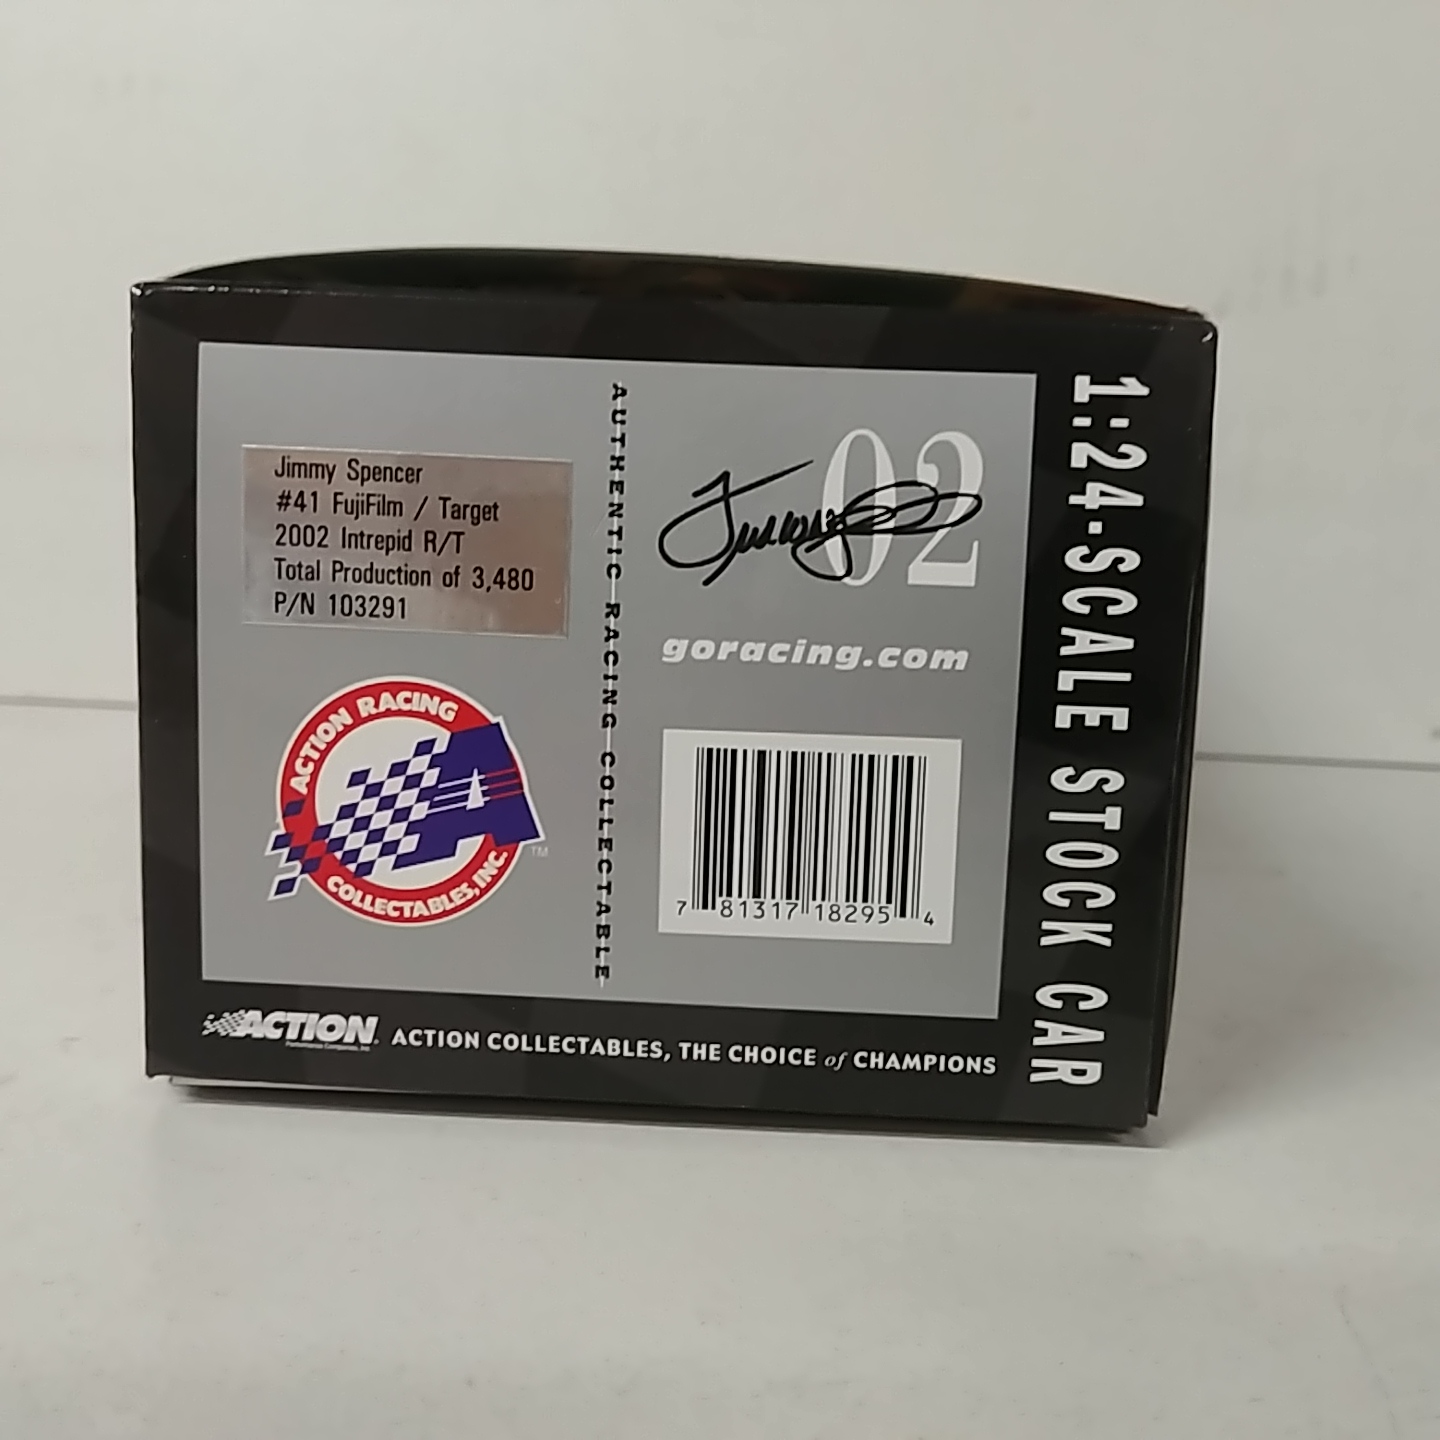 Jimmy Spencer
#41 FujiFilm / Target
2002 Intrepid R/T
Total Production of 3,480
P/N 103291
ACTION RACING
COLLECTABLES, INC.
TM
AUTHENTIC RACING COLLECTABLE
02
goracing.com
7 81317 18295 4
1:24-SCALE STOCK CAR
ACTION
ACTION COLLECTABLES, THE CHOICE of CHAMPIONS